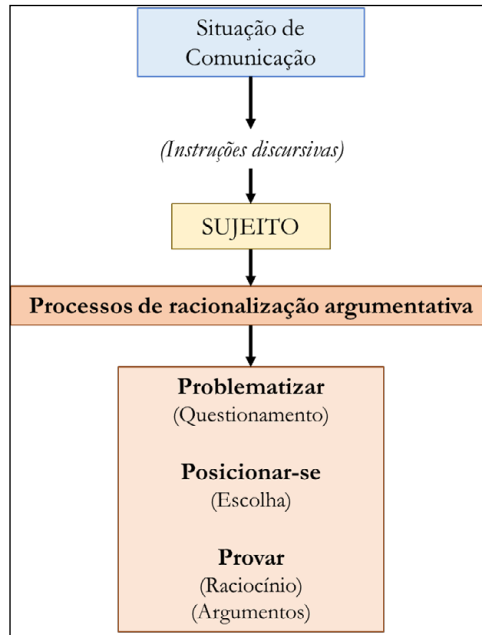 Situação de
Comunicação
(Instruções discursivas)
SUJEITO
Processos de racionalização argumentativa
Problematizar
(Questionamento)
Posicionar-se
(Escolha)
Provar
(Raciocínio)
(Argumentos)